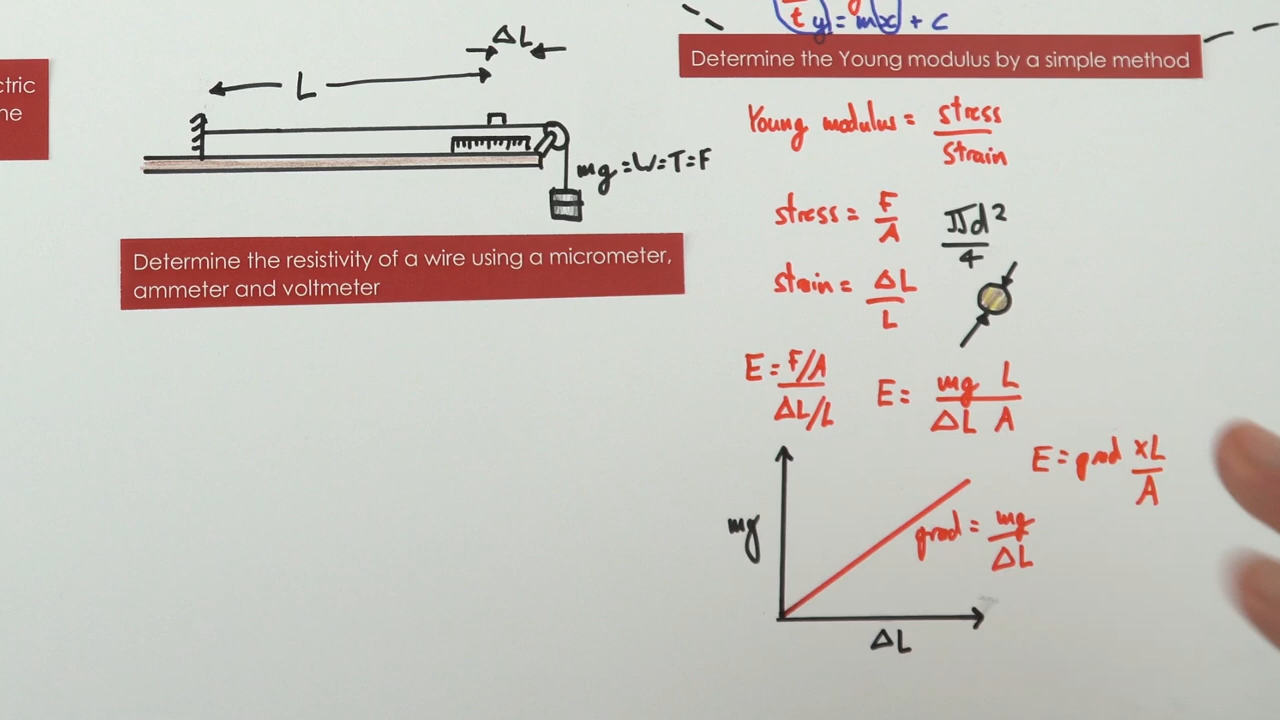 ctric
ne
ΔL
L
mg = W = T = F
Determine the resistivity of a wire using a micrometer,
ammeter and voltmeter
t y = mx + c
Determine the Young modulus by a simple method
Young modulus = stress
strain
stress = F
A
πd²
4
strain = ΔL
L
E = F/A
ΔL/L
E = mg L
ΔL A
E = grad × L
A
mg
grad = mg
ΔL
ΔL